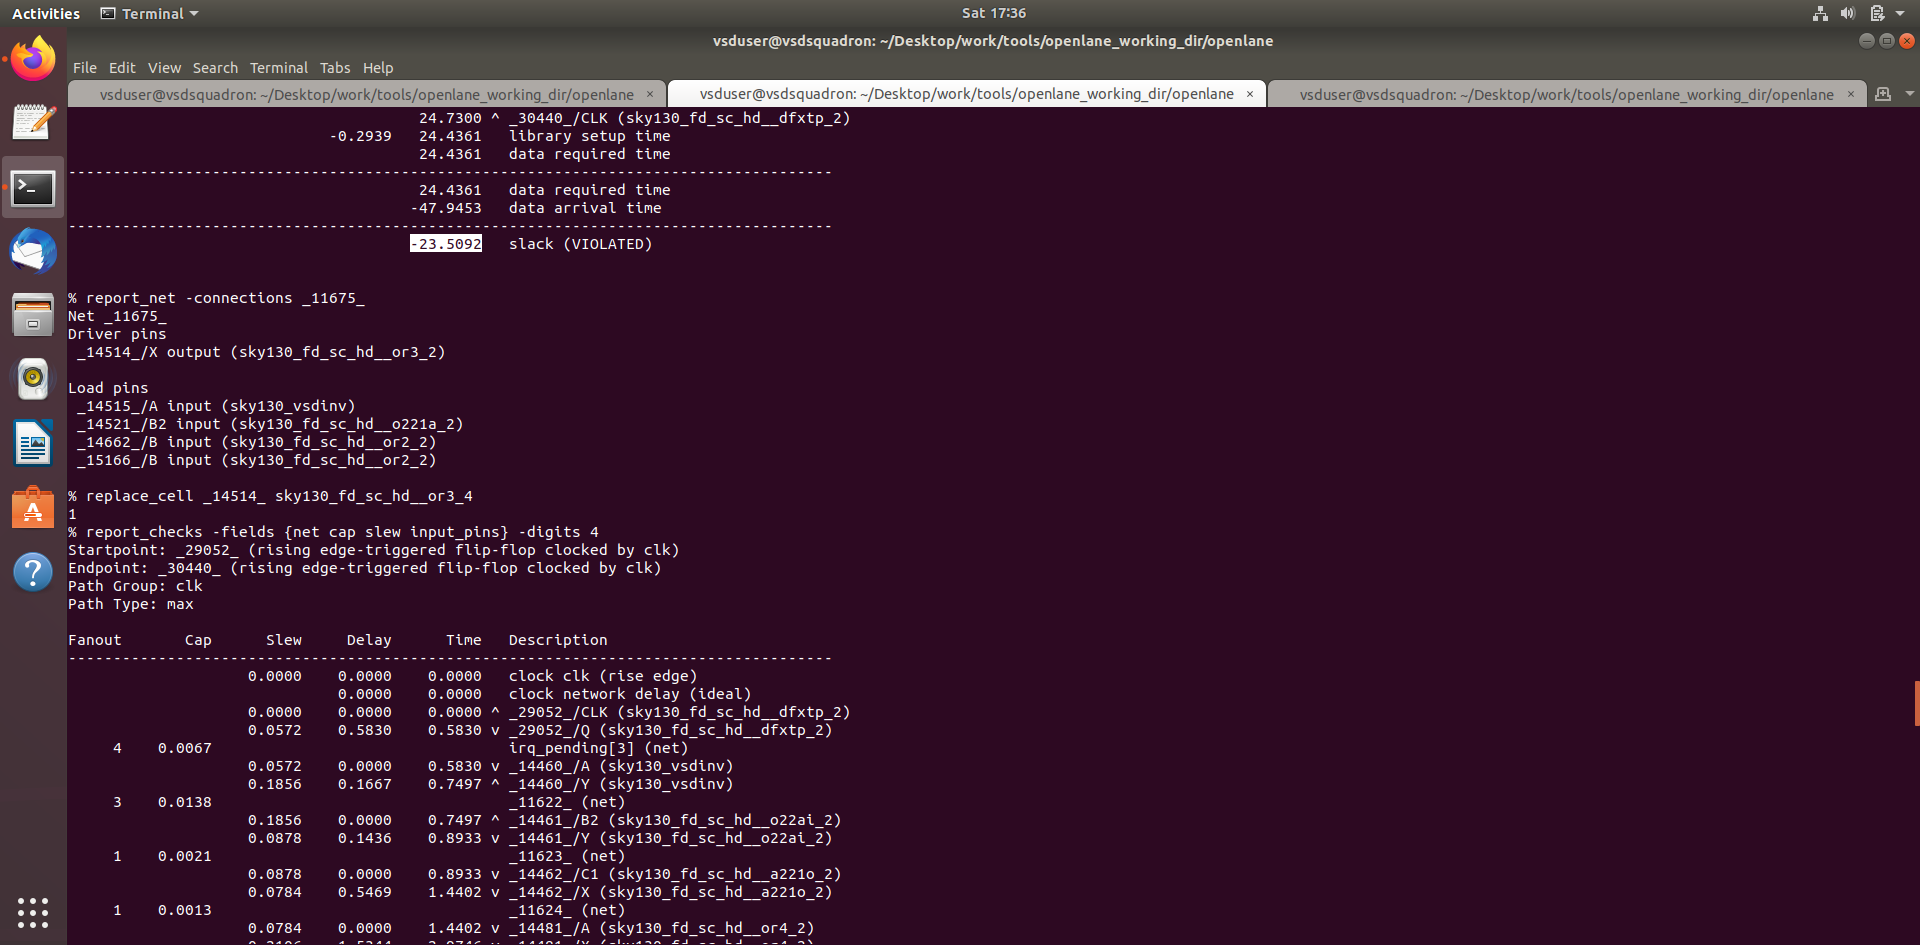 Activities Terminal Sat 17:36
vsduser@vsdsquadron: ~/Desktop/work/tools/openlane_working_dir/openlane
File Edit View Search Terminal Tabs Help
vsduser@vsdsquadron: ~/Desktop/work/tools/openlane_working_dir/openlane × vsduser@vsdsquadron: ~/Desktop/work/tools/openlane_working_dir/openlane × vsduser@vsdsquadron: ~/Desktop/work/tools/openlane_working_dir/openlane ×
24.7300 ^ _30440_/CLK (sky130_fd_sc_hd__dfxtp_2)
-0.2939 24.4361 library setup time
24.4361 data required time
-------------------------------------------------------------------------------------
24.4361 data required time
-47.9453 data arrival time
-------------------------------------------------------------------------------------
-23.5092 slack (VIOLATED)
% report_net -connections _11675_
Net _11675_
Driver pins
_14514_/X output (sky130_fd_sc_hd__or3_2)
Load pins
_14515_/A input (sky130_vsdinv)
_14521_/B2 input (sky130_fd_sc_hd__o221a_2)
_14662_/B input (sky130_fd_sc_hd__or2_2)
_15166_/B input (sky130_fd_sc_hd__or2_2)
% replace_cell _14514_ sky130_fd_sc_hd__or3_4
1
% report_checks -fields {net cap slew input_pins} -digits 4
Startpoint: _29052_ (rising edge-triggered flip-flop clocked by clk)
Endpoint: _30440_ (rising edge-triggered flip-flop clocked by clk)
Path Group: clk
Path Type: max
Fanout Cap Slew Delay Time Description
-------------------------------------------------------------------------------------
0.0000 0.0000 0.0000 clock clk (rise edge)
0.0000 0.0000 clock network delay (ideal)
0.0000 0.0000 0.0000 ^ _29052_/CLK (sky130_fd_sc_hd__dfxtp_2)
0.0572 0.5830 0.5830 v _29052_/Q (sky130_fd_sc_hd__dfxtp_2)
4 0.0067 irq_pending[3] (net)
0.0572 0.0000 0.5830 v _14460_/A (sky130_vsdinv)
0.1856 0.1667 0.7497 ^ _14460_/Y (sky130_vsdinv)
3 0.0138 _11622_ (net)
0.1856 0.0000 0.7497 ^ _14461_/B2 (sky130_fd_sc_hd__o22ai_2)
0.0878 0.1436 0.8933 v _14461_/Y (sky130_fd_sc_hd__o22ai_2)
1 0.0021 _11623_ (net)
0.0878 0.0000 0.8933 v _14462_/C1 (sky130_fd_sc_hd__a221o_2)
0.0784 0.5469 1.4402 v _14462_/X (sky130_fd_sc_hd__a221o_2)
1 0.0013 _11624_ (net)
0.0784 0.0000 1.4402 v _14481_/A (sky130_fd_sc_hd__or4_2)